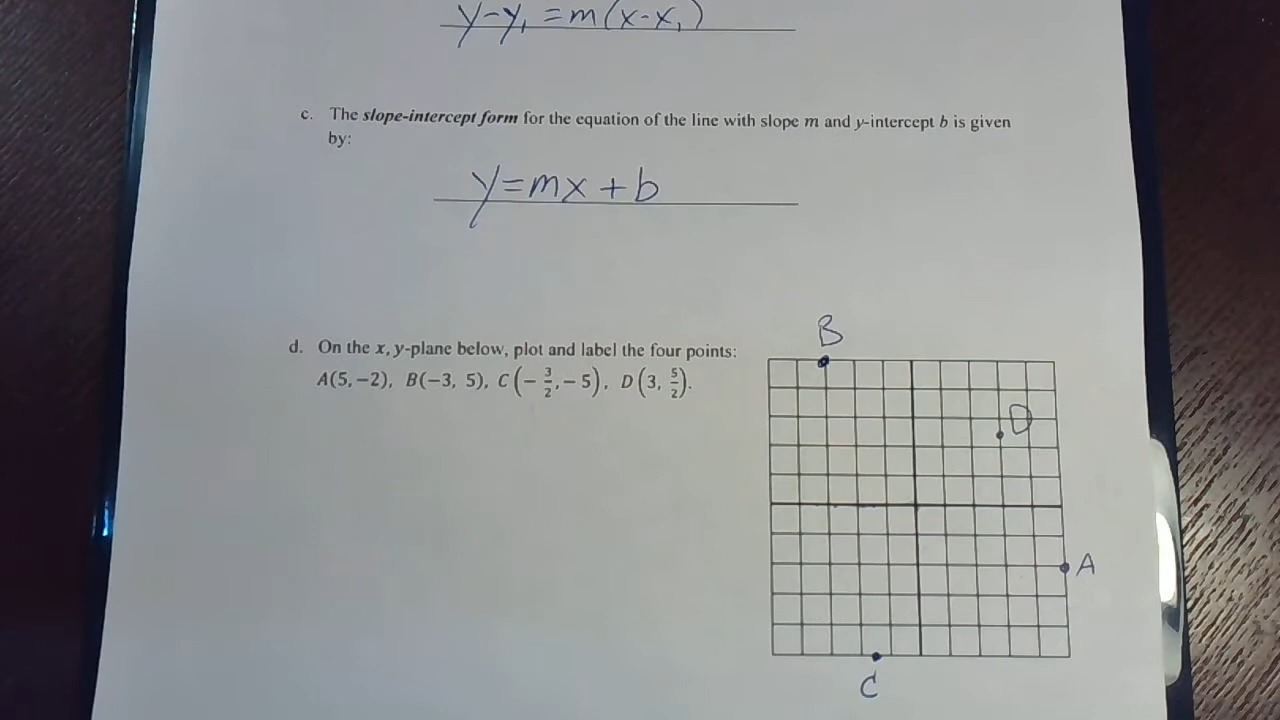 y-y₁ = m(x-x₁)
c. The slope-intercept form for the equation of the line with slope m and y-intercept b is given
by:
y=mx+b
d. On the x, y-plane below, plot and label the four points:
A(5,−2), B(−3, 5), C(−3/2,−5), D(3, 5/2).
B
D
A
C